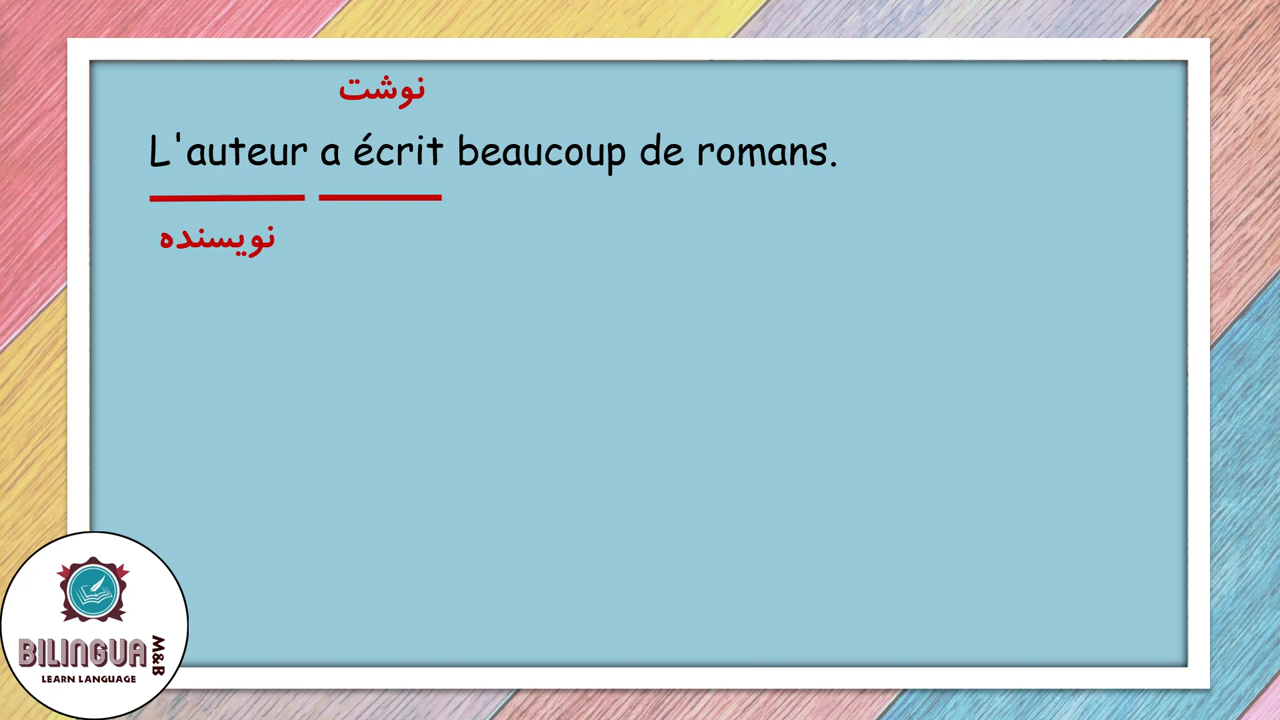 نوشت
L'auteur a écrit beaucoup de romans.
نویسنده
BILINGUA
M&B
LEARN LANGUAGE